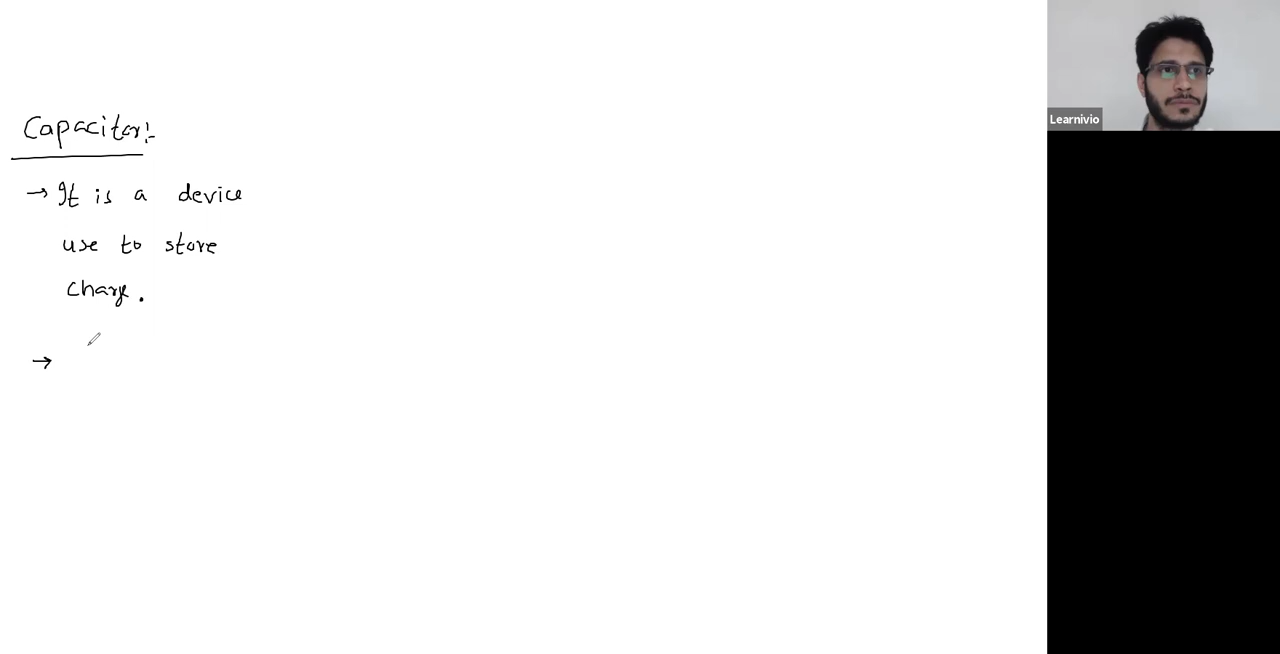 Capacitor:-
→ It is a device
use to store
charge.
→
Learnivio